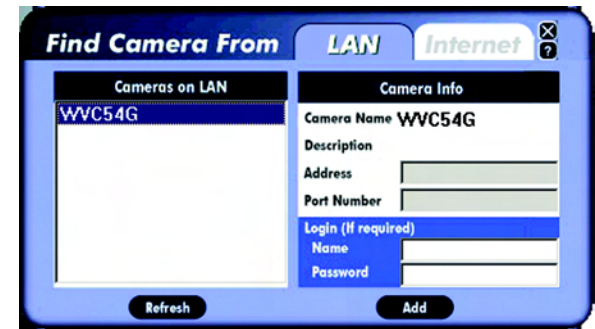 Find Camera From LAN Internet X
?
Cameras on LAN
WVC54G
Refresh
Camera Info
Camera Name WVC54G
Description
Address
Port Number
Login (If required)
Name
Password
Add